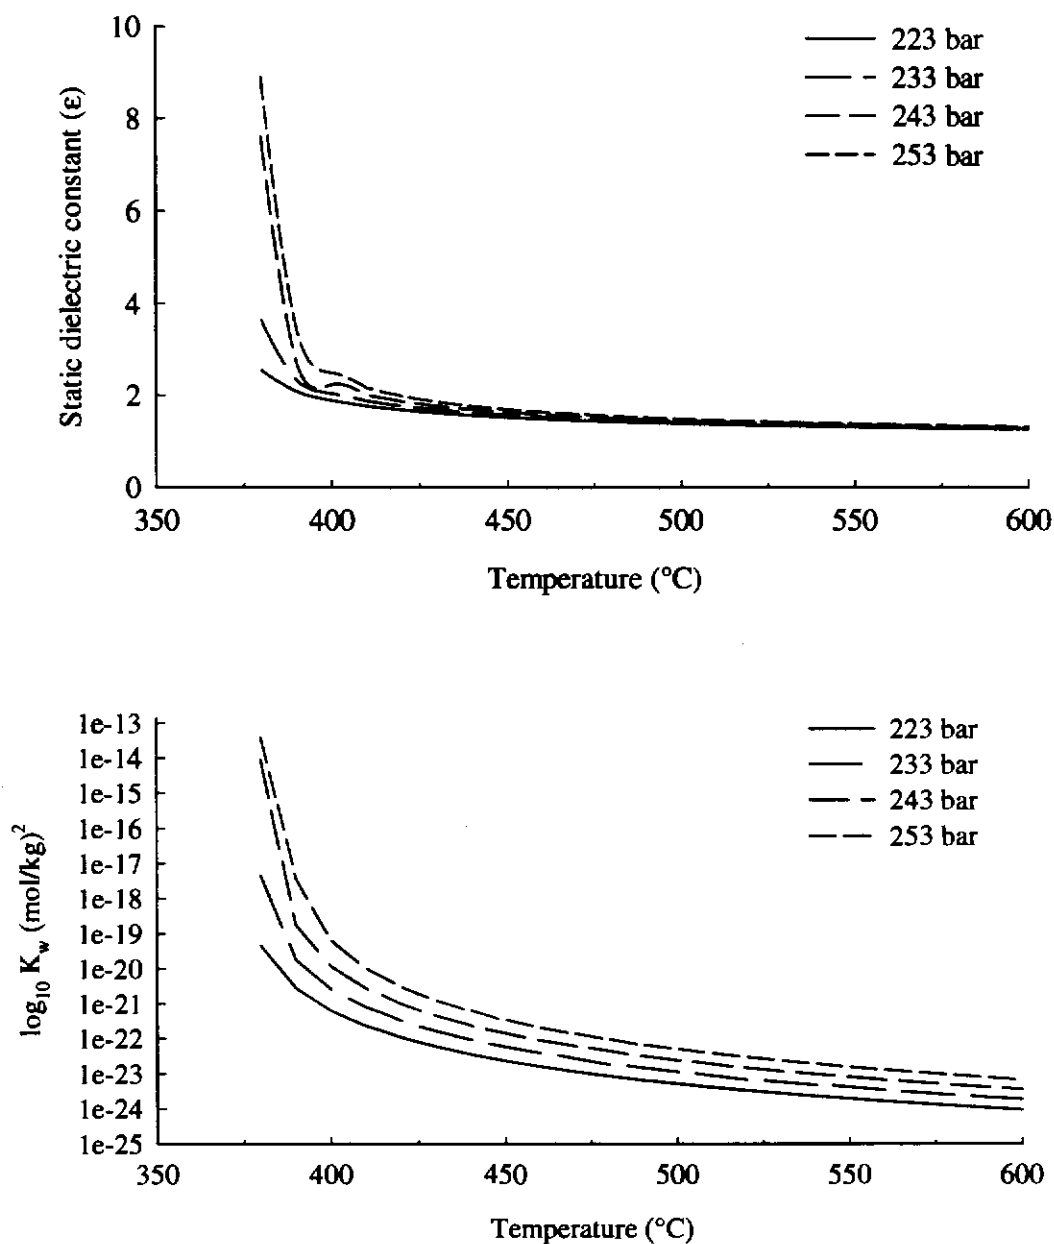 10
8
6
4
2
0
Static dielectric constant (ε)
223 bar
233 bar
243 bar
253 bar
350 400 450 500 550 600
Temperature (°C)
1e-13
1e-14
1e-15
1e-16
1e-17
1e-18
1e-19
1e-20
1e-21
1e-22
1e-23
1e-24
1e-25
log₁₀ K_w (mol/kg)²
223 bar
233 bar
243 bar
253 bar
350 400 450 500 550 600
Temperature (°C)